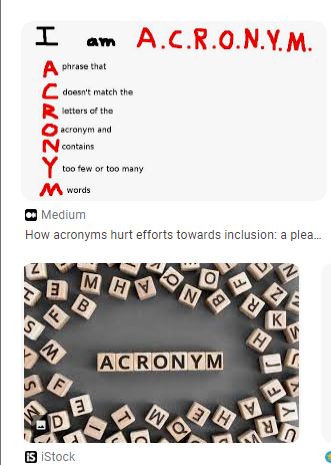 I am A.C.R.O.N.Y.M.
A phrase that
C doesn't match the
R letters of the
O acronym and
N contains
Y too few or too many
M words
Medium
How acronyms hurt efforts towards inclusion: a plea...
ACRONYM
iStock